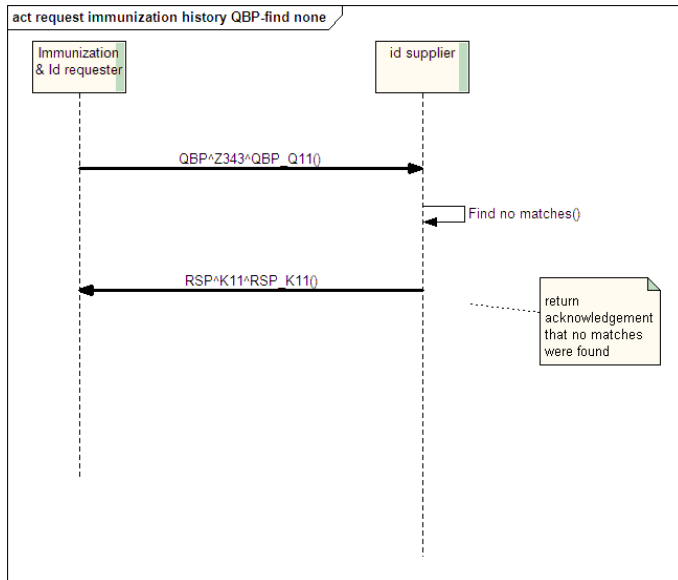 act request immunization history QBP-find none
Immunization
& Id requester
id supplier
QBP^Z343^QBP_Q11()
Find no matches()
RSP^K11^RSP_K11()
return
acknowledgement
that no matches
were found